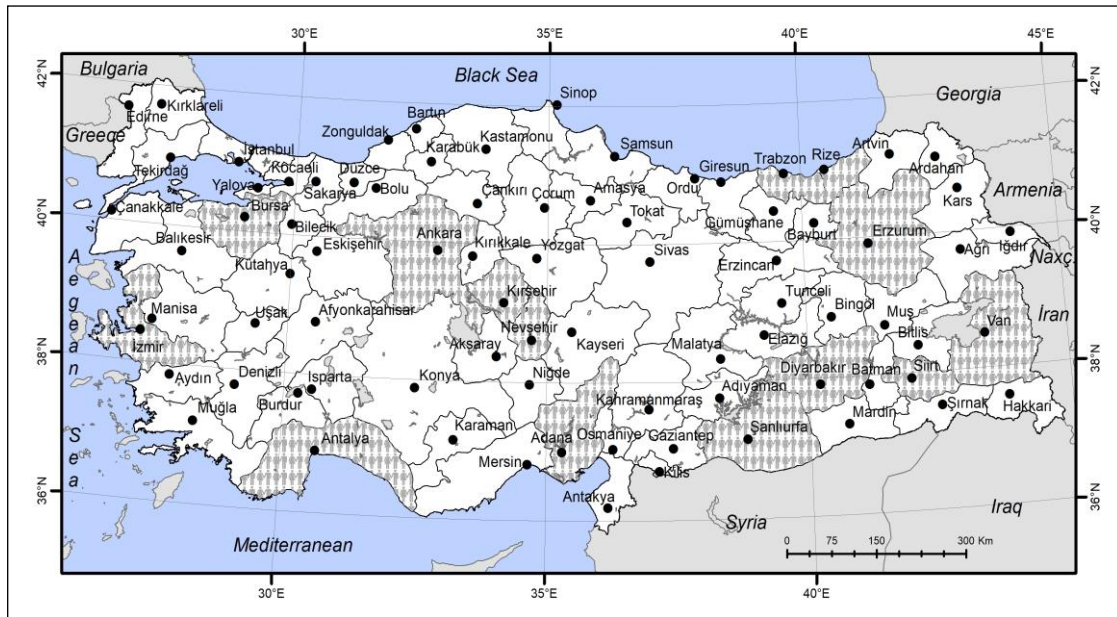 30°E 35°E 40°E 45°E
42°N
42°N
Bulgaria
Black Sea
Georgia
Sinop
Kırklareli
Edirne
Bartın
Zonguldak
Greece
İstanbul
Kastamonu
Karabük
Samsun
Trabzon
Rize
Artvin
Ardahan
Tekirdağ
Kocaeli
Düzce
Giresun
Ordu
Armenia
Yalova
Sakarya
Bolu
Çankırı
Çorum
Amasya
Kars
40°N
40°N
Çanakkale
Bursa
Bilecik
Tokat
Gümüşhane
Bayburt
Erzurum
Iğdır
Balıkesir
Eskişehir
Ankara
Kırıkkale
Yozgat
Sivas
Ağrı
Naxç.
Kütahya
Erzincan
Aegean Sea
Kırşehir
Tunceli
Bingöl
Muş
Van
İran
Manisa
Uşak
Afyonkarahisar
Nevşehir
Bitlis
İzmir
Aksaray
Kayseri
Malatya
Elazığ
38°N
38°N
Aydın
Denizli
Isparta
Konya
Niğde
Diyarbakır
Batman
Siirt
Burdur
Kahramanmaraş
Adıyaman
Mardin
Şırnak
Hakkari
Muğla
Antalya
Karaman
Adana
Osmaniye
Gaziantep
Şanlıurfa
Mersin
Kilis
36°N
36°N
Antakya
Syria
Iraq
Mediterranean
0 75 150 300 Km
30°E 35°E 40°E